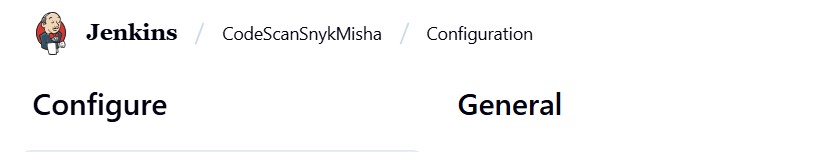 Jenkins / CodeScanSnykMisha / Configuration
Configure
General